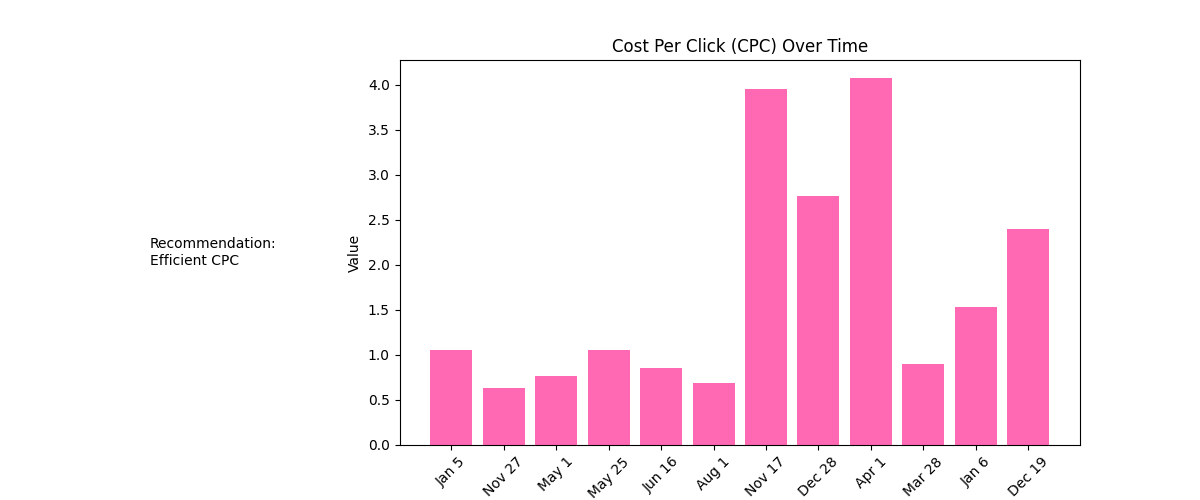 Cost Per Click (CPC) Over Time
Recommendation:
Efficient CPC
Value
4.0
3.5
3.0
2.5
2.0
1.5
1.0
0.5
0.0
Jan 5
Nov 27
May 1
May 25
Jun 16
Aug 1
Nov 17
Dec 28
Apr 1
Mar 28
Jan 6
Dec 19